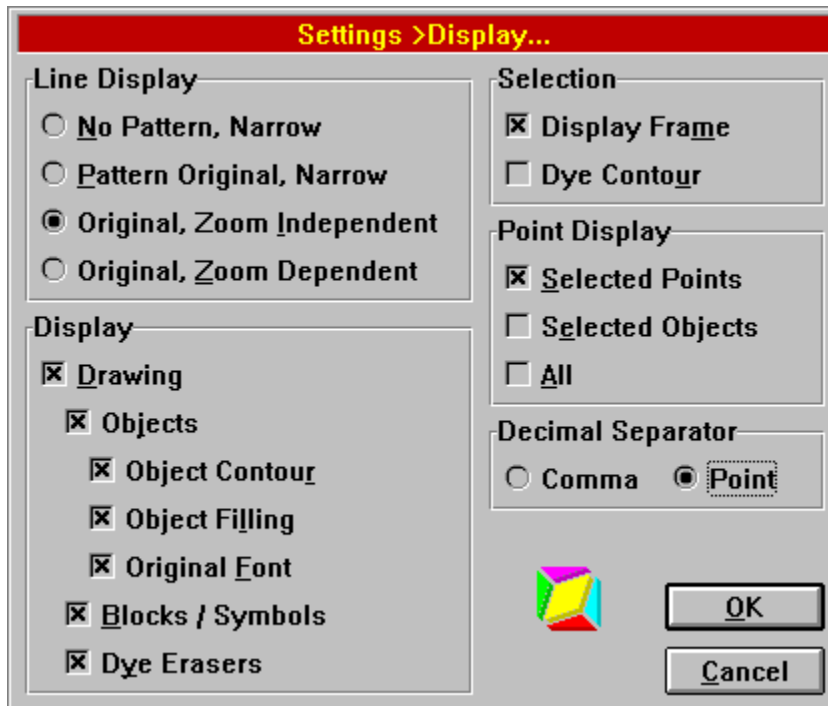 Settings >Display...
Line Display
No Pattern, Narrow
Pattern Original, Narrow
Original, Zoom Independent
Original, Zoom Dependent
Display
Drawing
Objects
Object Contour
Object Filling
Original Font
Blocks / Symbols
Dye Erasers
Selection
Display Frame
Dye Contour
Point Display
Selected Points
Selected Objects
All
Decimal Separator
Comma Point
OK
Cancel